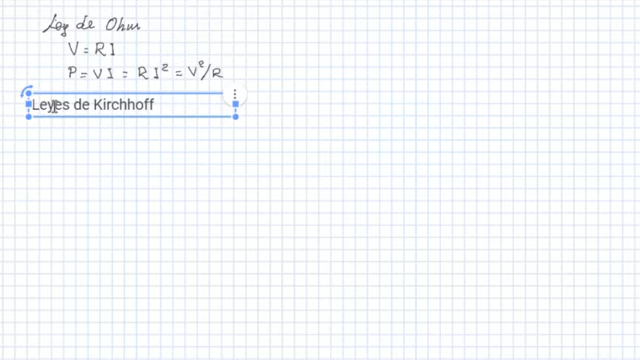 Ley de Ohm
V = R I
P = V I = R I² = V²/R
Leyes de Kirchhoff